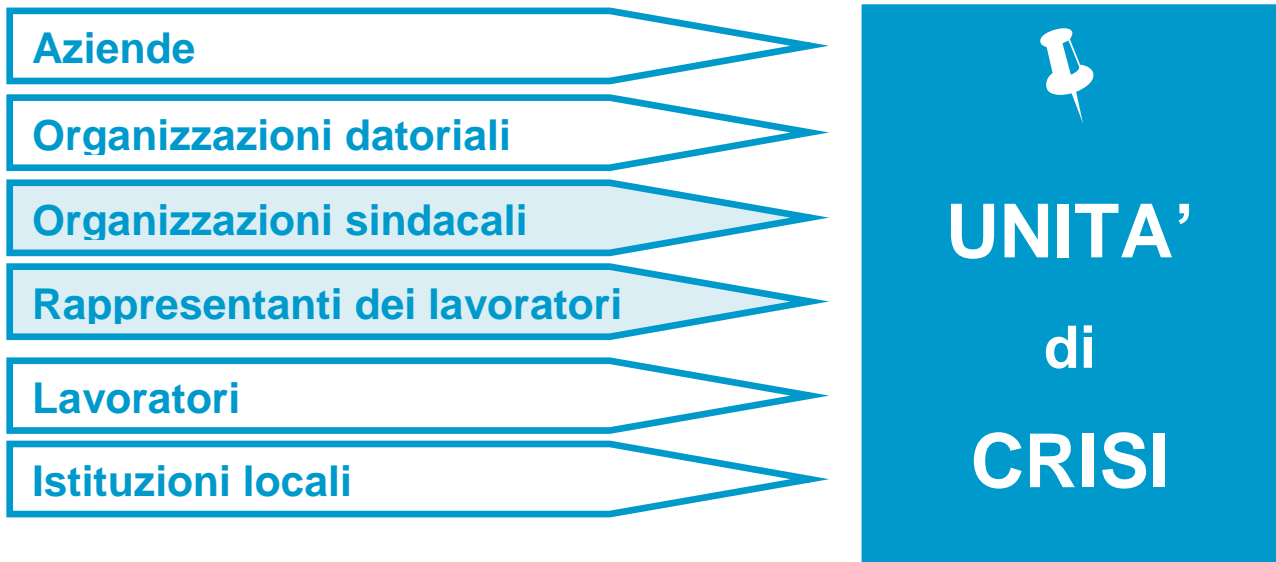 Aziende
Organizzazioni datoriali
Organizzazioni sindacali
Rappresentanti dei lavoratori
Lavoratori
Istituzioni locali
UNITA’
di
CRISI